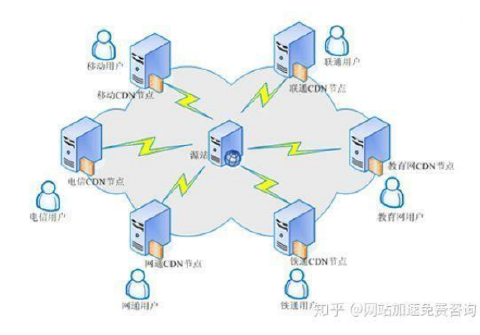 移动用户
联通用户
移动CDN节点
联通CDN节点
源站
电信CDN节点
教育网CDN节点
电信用户
教育网用户
网通CDN节点
铁通CDN节点
网通用户
铁通用户
知乎 @网站加速免费咨询